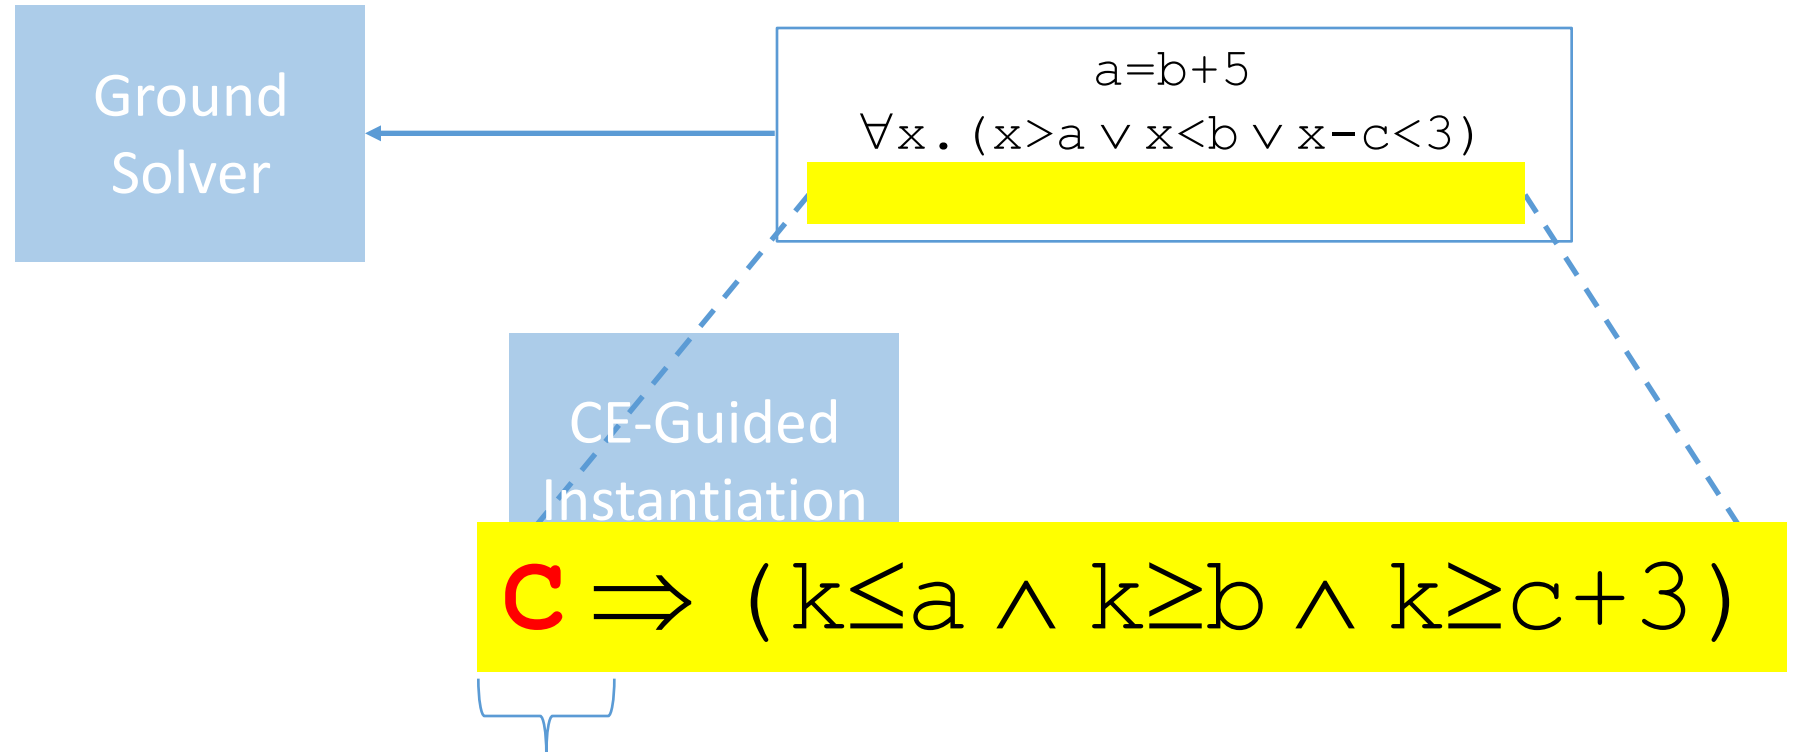 Ground
Solver
a=b+5
∀x.(x>a ∨ x<b ∨ x-c<3)
CE-Guided
Instantiation
C ⇒ (k≤a ∧ k≥b ∧ k≥c+3)